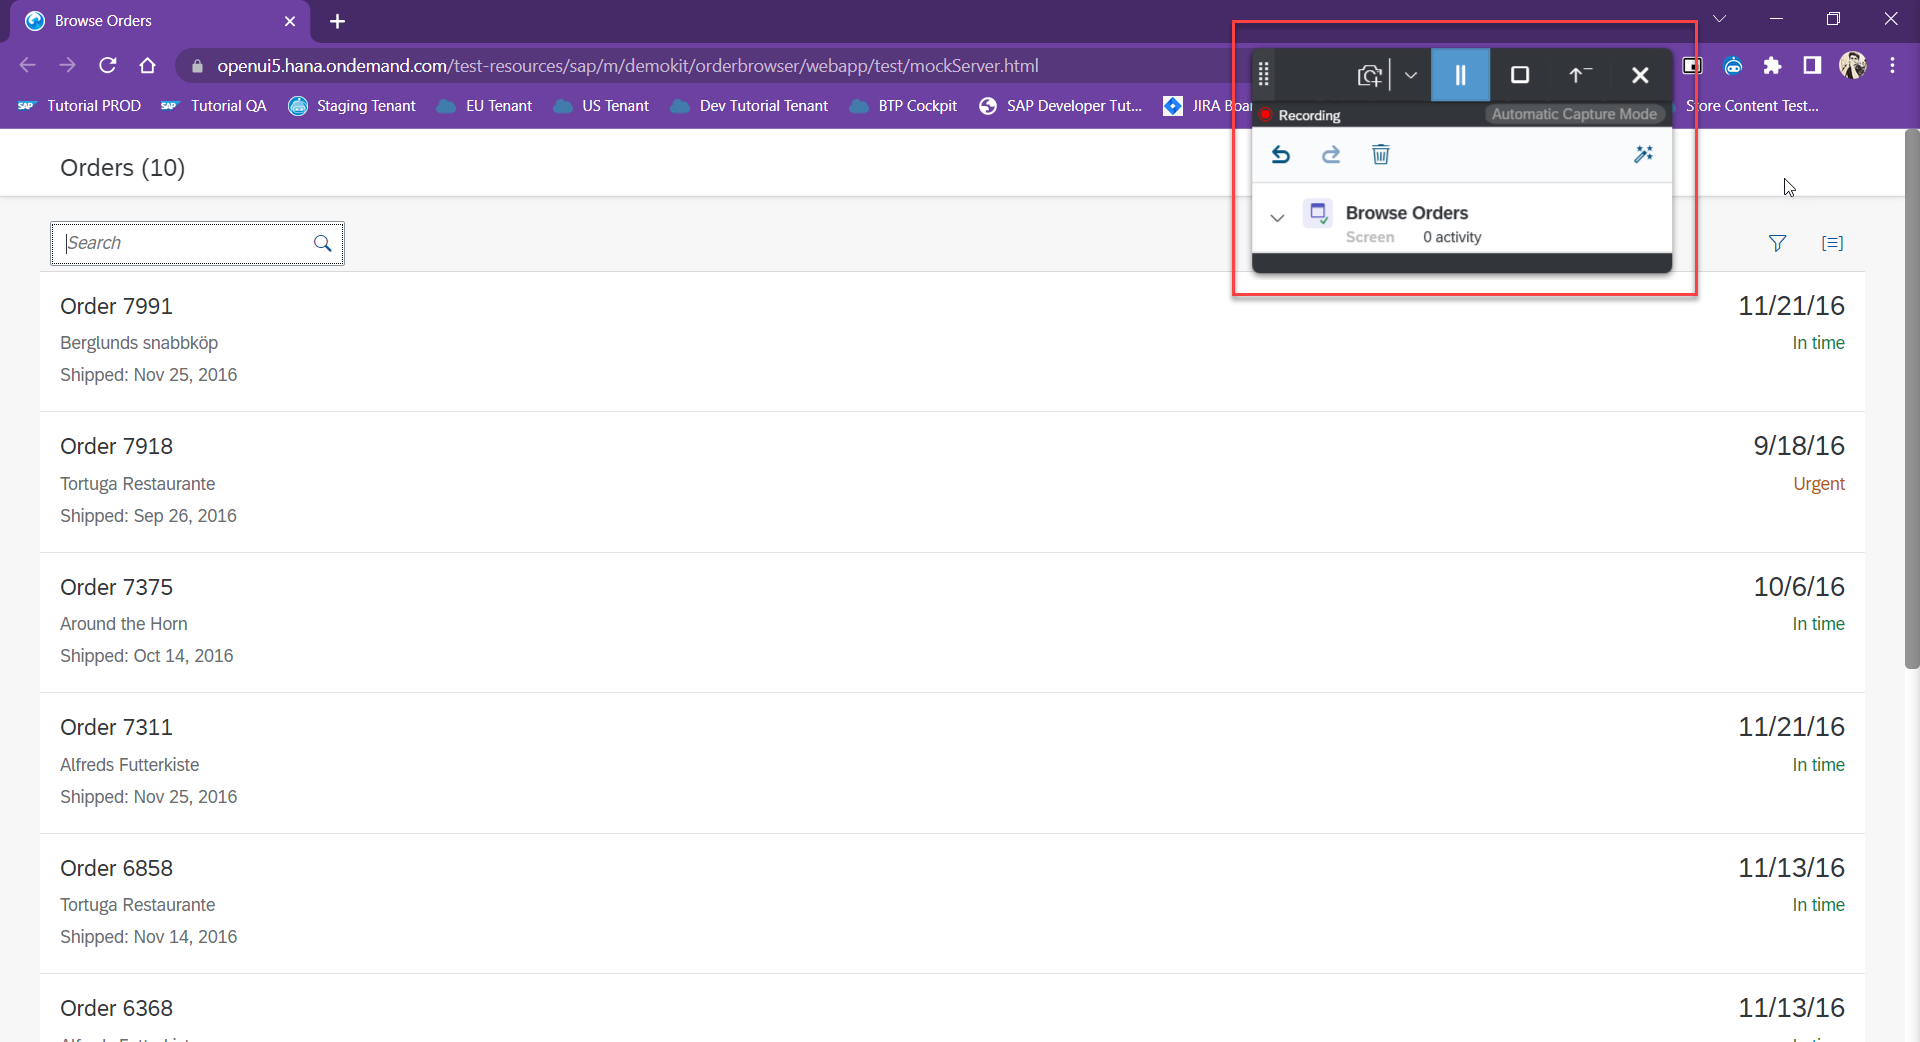 Browse Orders
openui5.hana.ondemand.com/test-resources/sap/m/demokit/orderbrowser/webapp/test/mockServer.html
SAP Tutorial PROD SAP Tutorial QA Staging Tenant EU Tenant US Tenant Dev Tutorial Tenant BTP Cockpit SAP Developer Tut... JIRA Boa Store Content Test...
Recording Automatic Capture Mode
Browse Orders
Screen 0 activity
Orders (10)
Search
Order 7991 11/21/16
Berglunds snabbköp In time
Shipped: Nov 25, 2016
Order 7918 9/18/16
Tortuga Restaurante Urgent
Shipped: Sep 26, 2016
Order 7375 10/6/16
Around the Horn In time
Shipped: Oct 14, 2016
Order 7311 11/21/16
Alfreds Futterkiste In time
Shipped: Nov 25, 2016
Order 6858 11/13/16
Tortuga Restaurante In time
Shipped: Nov 14, 2016
Order 6368 11/13/16